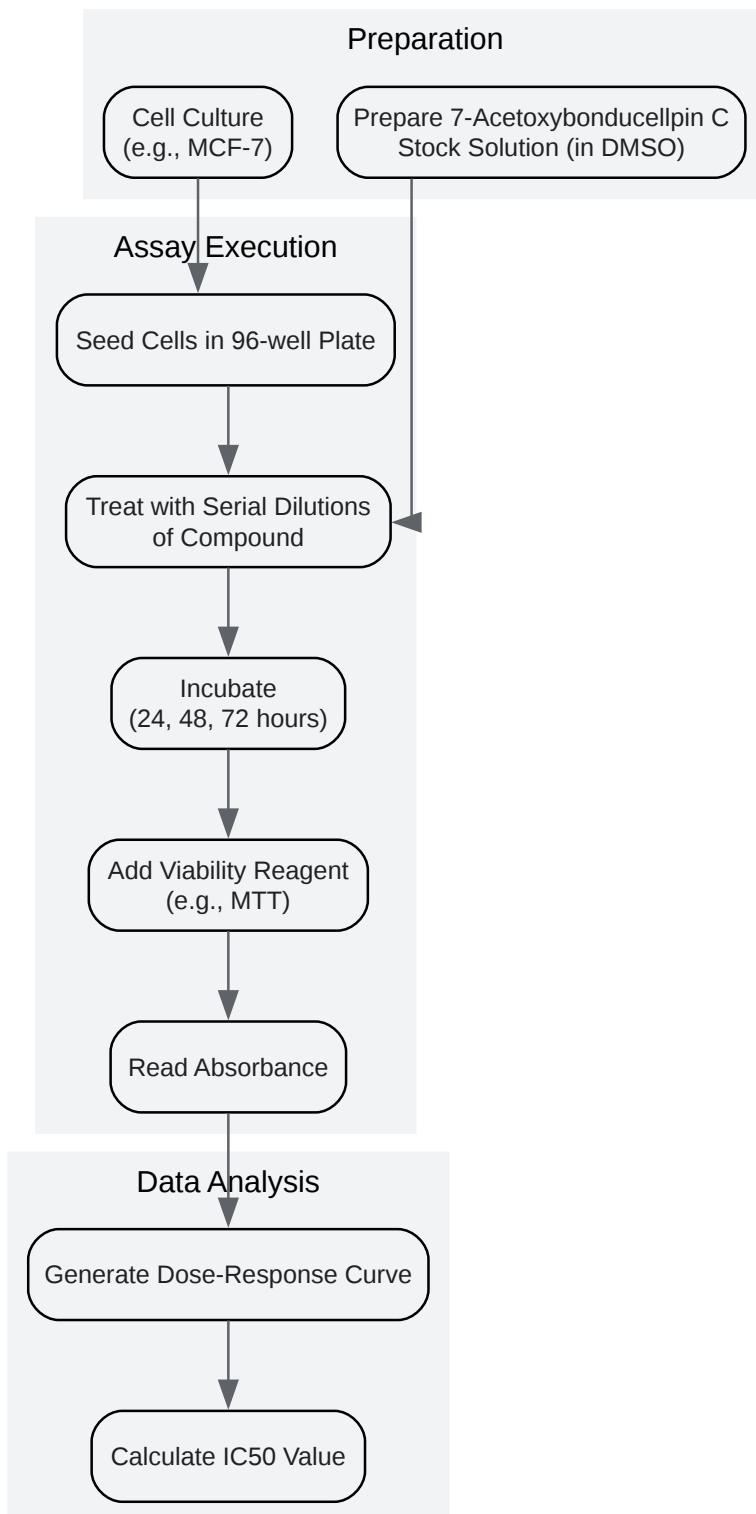 Preparation
Cell Culture
(e.g., MCF-7)
Prepare 7-Acetoxybonducellpin C
Stock Solution (in DMSO)
Assay Execution
Seed Cells in 96-well Plate
Treat with Serial Dilutions
of Compound
Incubate
(24, 48, 72 hours)
Add Viability Reagent
(e.g., MTT)
Read Absorbance
Data Analysis
Generate Dose-Response Curve
Calculate IC50 Value